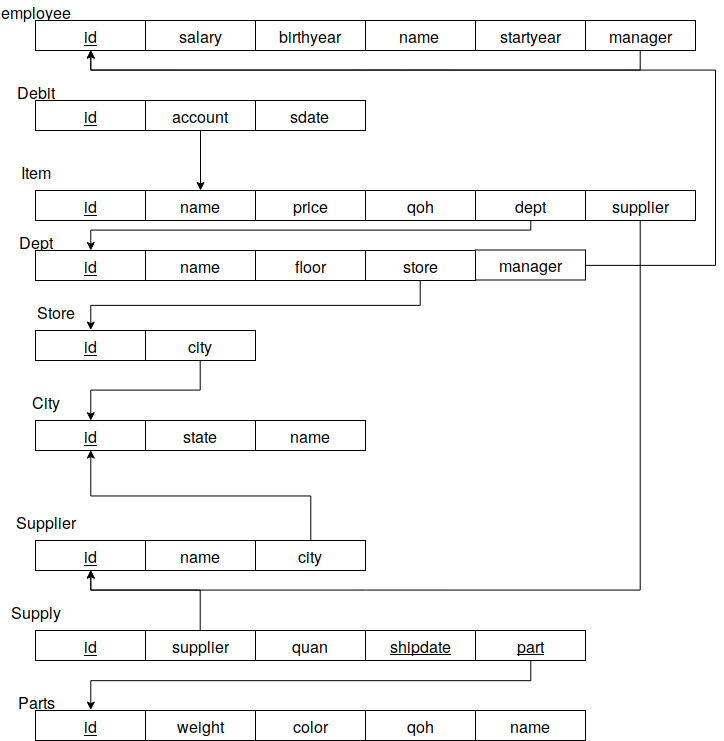 employee
id salary birthyear name startyear manager
Debit
id account sdate
Item
id name price qoh dept supplier
Dept
id name floor store manager
Store
id city
City
id state name
Supplier
id name city
Supply
id supplier quan shipdate part
Parts
id weight color qoh name